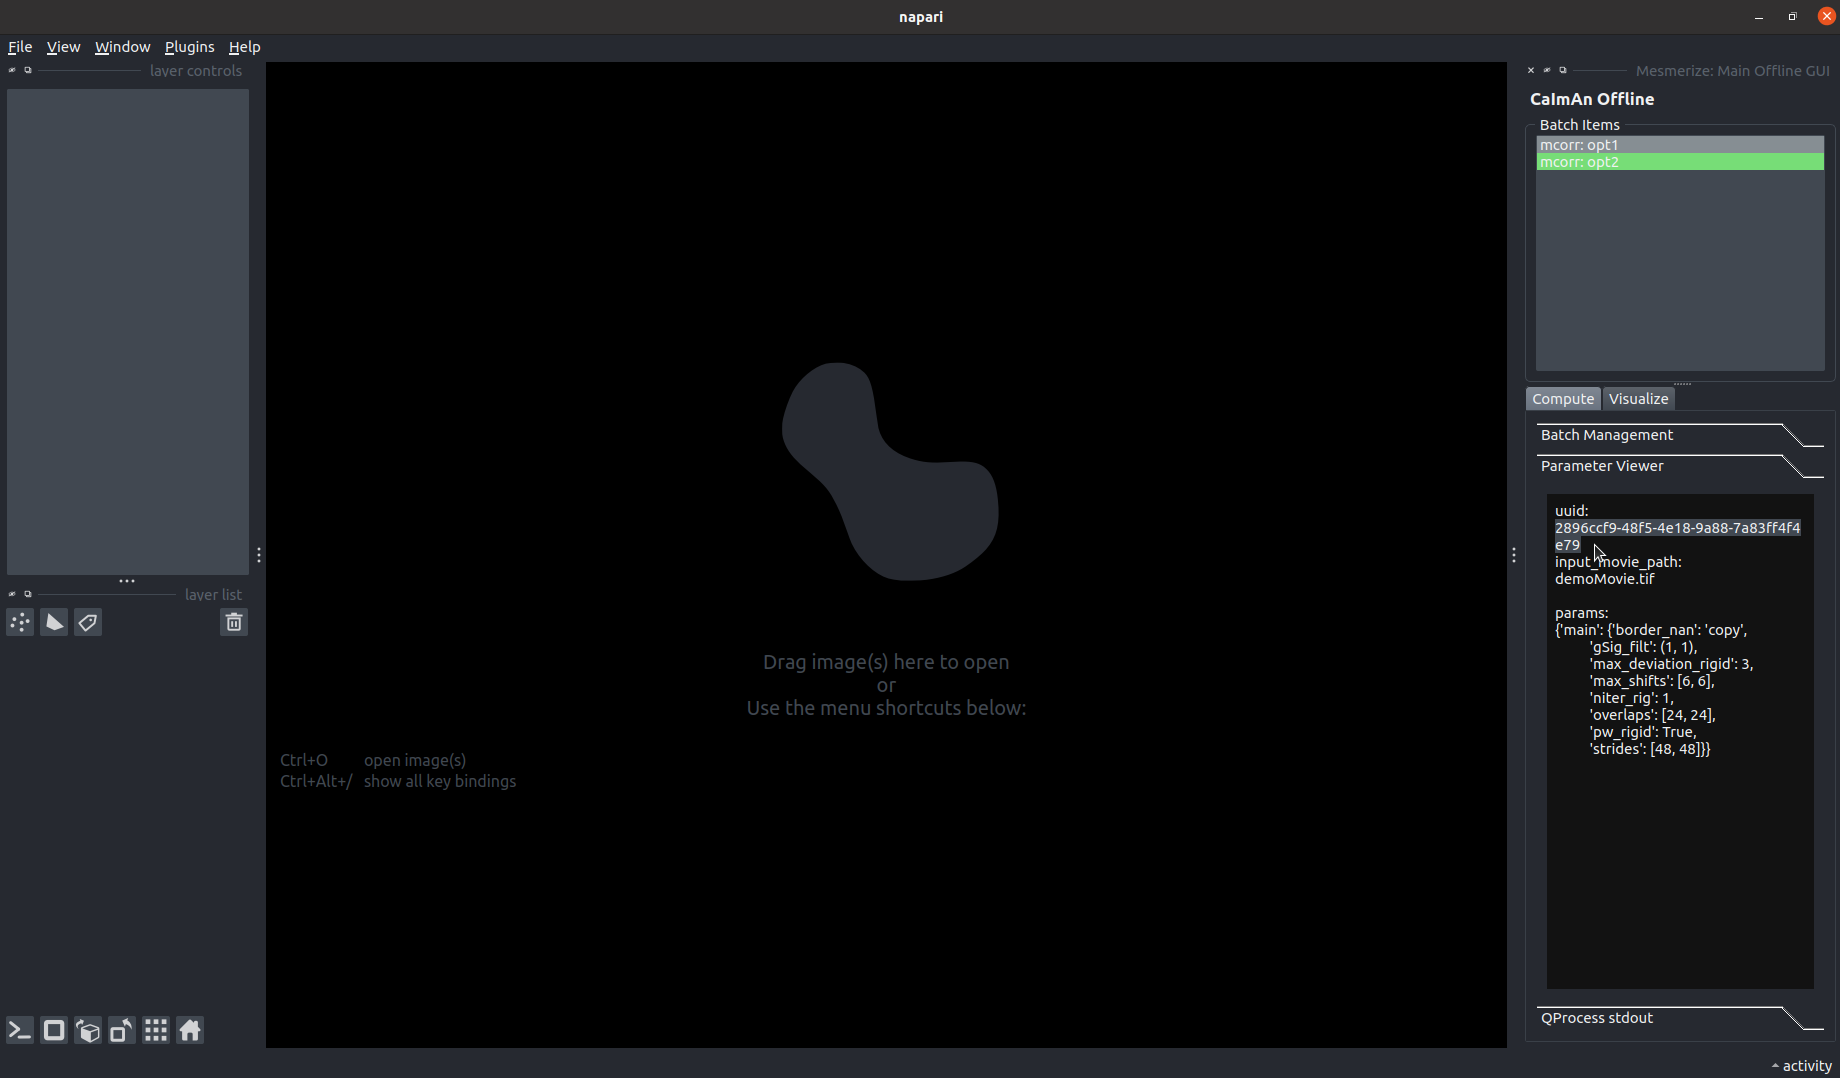 napari
File View Window Plugins Help
layer controls
Mesmerize: Main Offline GUI
CaImAn Offline
Batch Items
mcorr: opt1
mcorr: opt2
Compute Visualize
Batch Management
Parameter Viewer
uuid:
2896ccf9-48f5-4e18-9a88-7a83ff4f4
e79
input_movie_path:
demoMovie.tif
params:
{'main': {'border_nan': 'copy',
'gSig_filt': (1, 1),
'max_deviation_rigid': 3,
'max_shifts': [6, 6],
'niter_rig': 1,
'overlaps': [24, 24],
'pw_rigid': True,
'strides': [48, 48]}}
QProcess stdout
layer list
Drag image(s) here to open
or
Use the menu shortcuts below:
Ctrl+O open image(s)
Ctrl+Alt+/ show all key bindings
activity